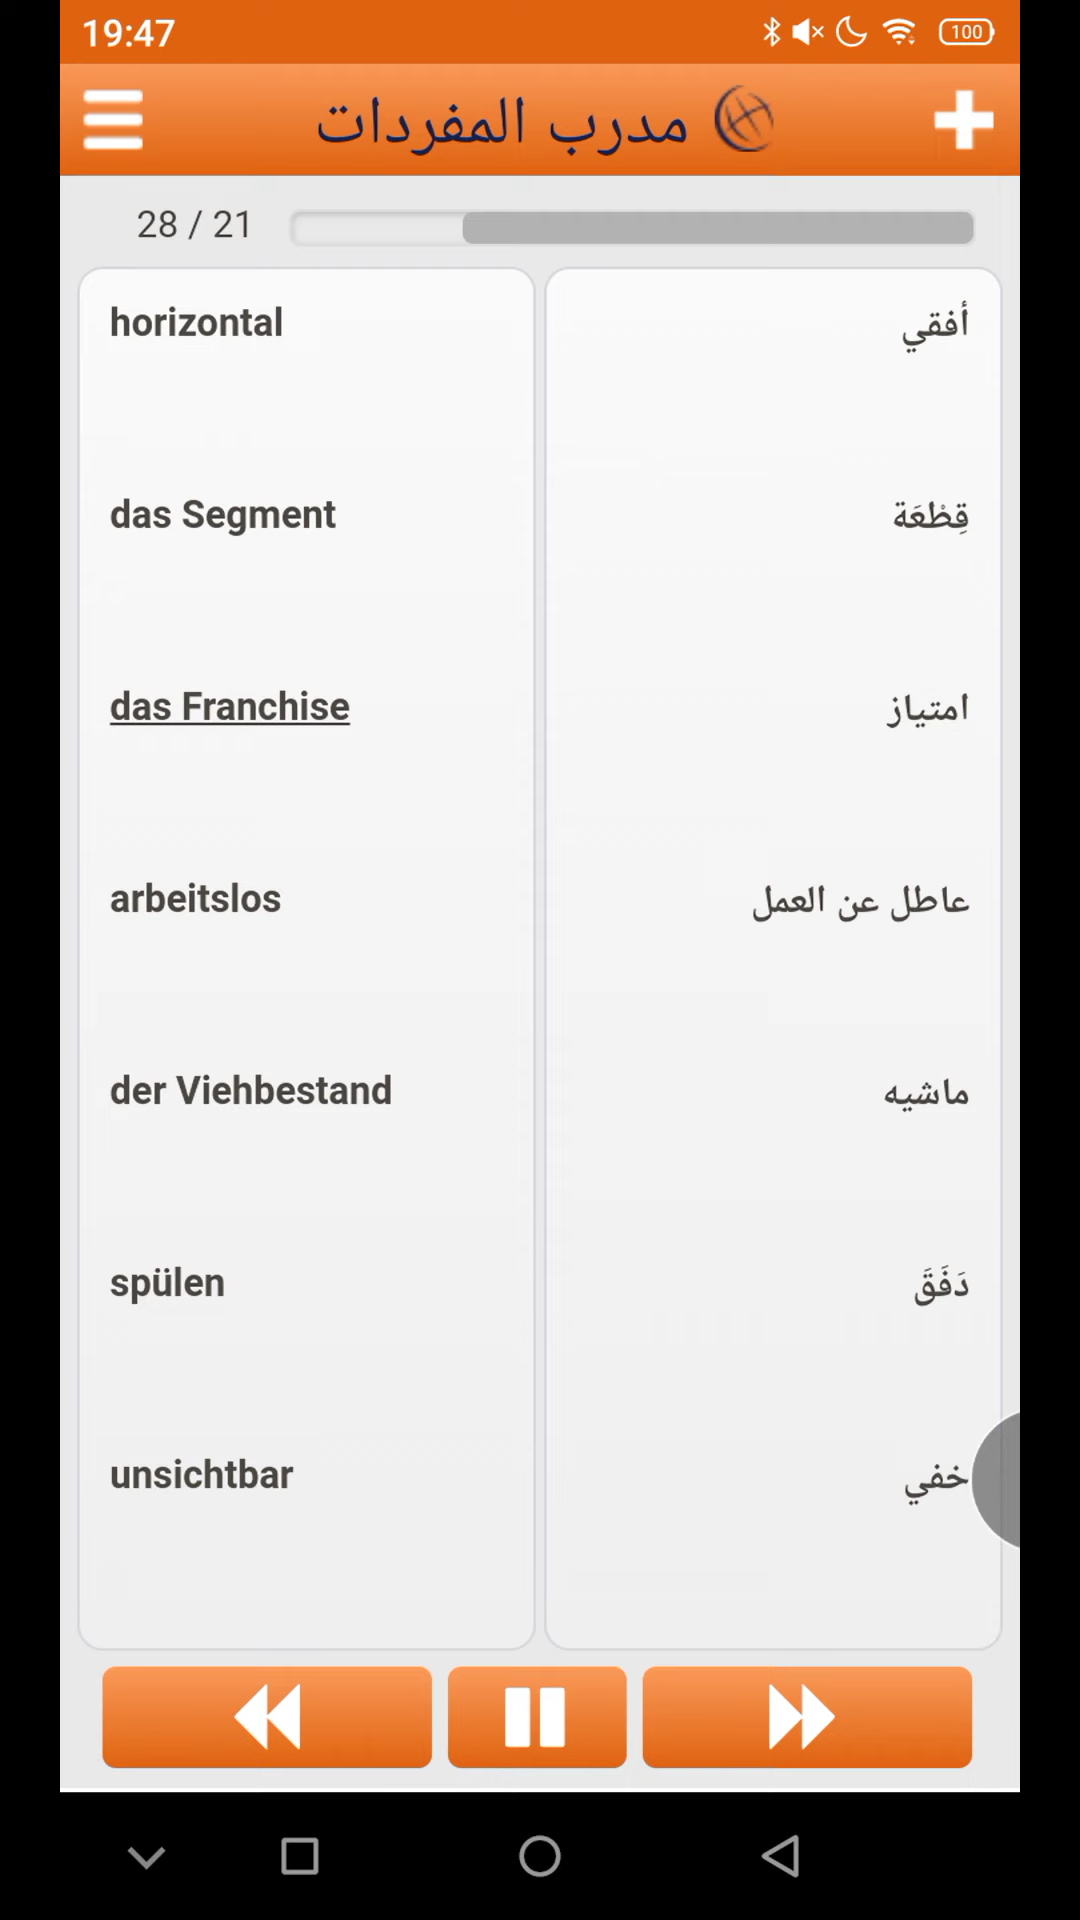 19:47
100
مدرب المفردات
28 / 21
horizontal
أفقي
das Segment
قِطْعَة
das Franchise
امتياز
arbeitslos
عاطل عن العمل
der Viehbestand
ماشيه
spülen
دَفَقَ
unsichtbar
خفي